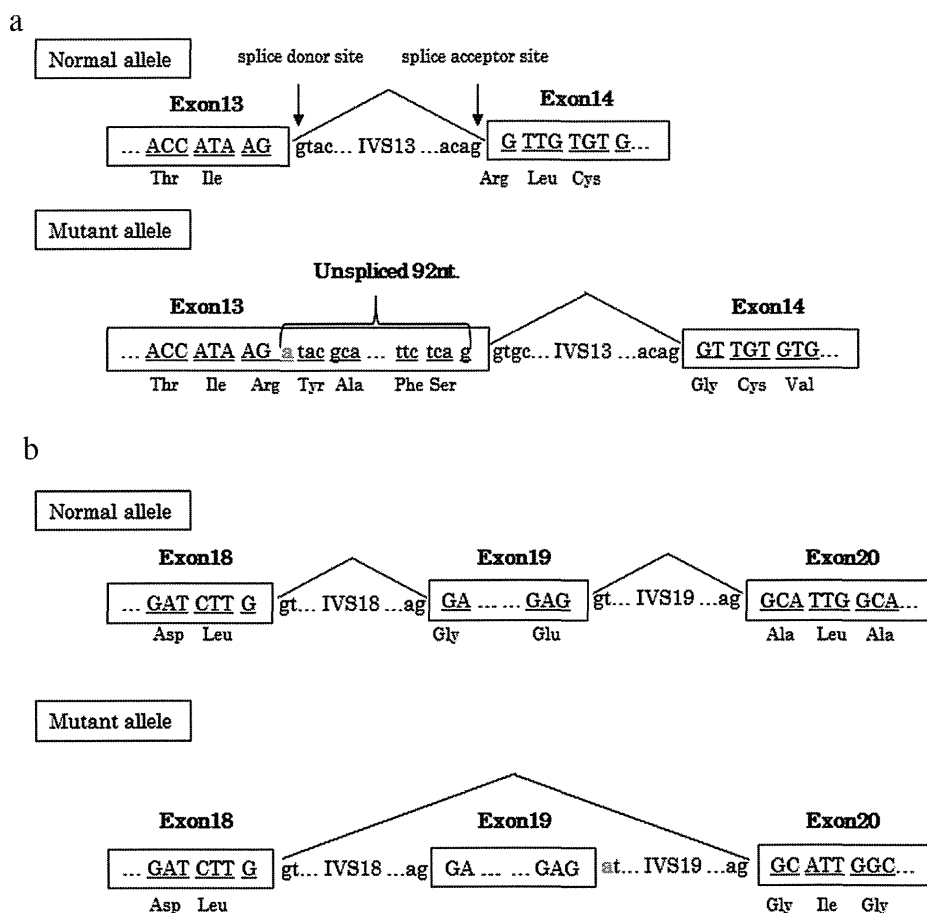 a
Normal allele
splice donor site splice acceptor site
Exon13 Exon14
... ACC ATA AG gtac... IVS13 ...acag G TTG TGT G...
Thr Ile Arg Leu Cys
Mutant allele
Unspliced 92nt.
Exon13 Exon14
... ACC ATA AG a tac gca ... ttc tca g gtgc... IVS13 ...acag GT TGT GTG...
Thr Ile Arg Tyr Ala Phe Ser Gly Cys Val
b
Normal allele
Exon18 Exon19 Exon20
... GAT CTT G gt... IVS18 ...ag GA ... ... GAG gt... IVS19 ...ag GCA TTG GCA...
Asp Leu Gly Glu Ala Leu Ala
Mutant allele
Exon18 Exon19 Exon20
... GAT CTT G gt... IVS18 ...ag GA ... ... GAG at... IVS19 ...ag GC ATT GGC...
Asp Leu Gly Ile Gly